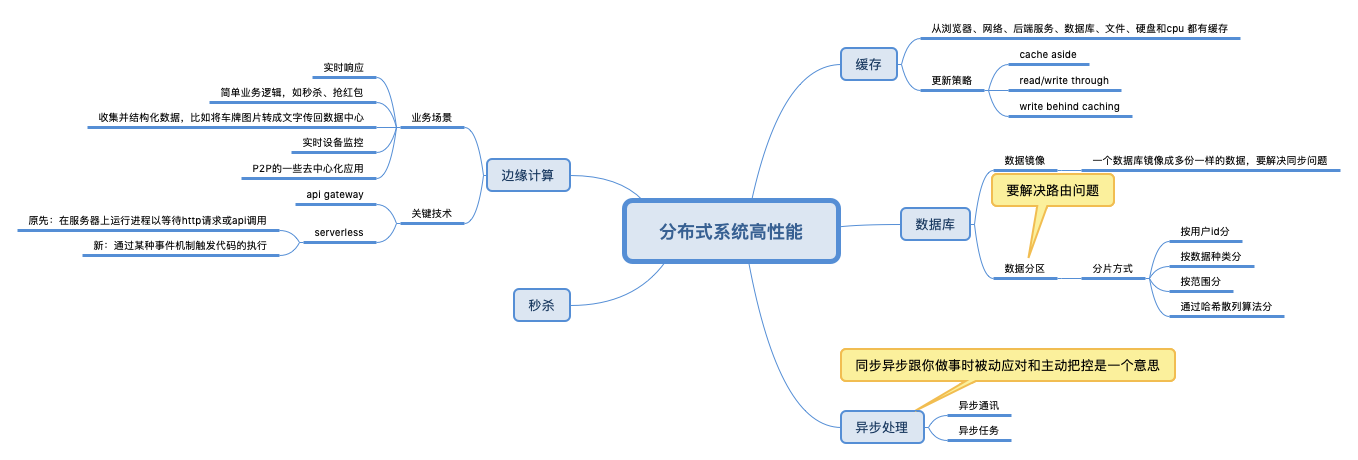 分布式系统高性能
缓存
从浏览器、网络、后端服务、数据库、文件、硬盘和cpu 都有缓存
更新策略
cache aside
read/write through
write behind caching
数据库
数据镜像
一个数据库镜像成多份一样的数据，要解决同步问题
要解决路由问题
数据分区
分片方式
按用户id分
按数据种类分
按范围分
通过哈希散列算法分
同步异步跟你做事时被动应对和主动把控是一个意思
异步处理
异步通讯
异步任务
边缘计算
业务场景
实时响应
简单业务逻辑，如秒杀、抢红包
收集并结构化数据，比如将车牌图片转成文字传回数据中心
实时设备监控
P2P的一些去中心化应用
关键技术
api gateway
serverless
原先：在服务器上运行进程以等待http请求或api调用
新：通过某种事件机制触发代码的执行
秒杀